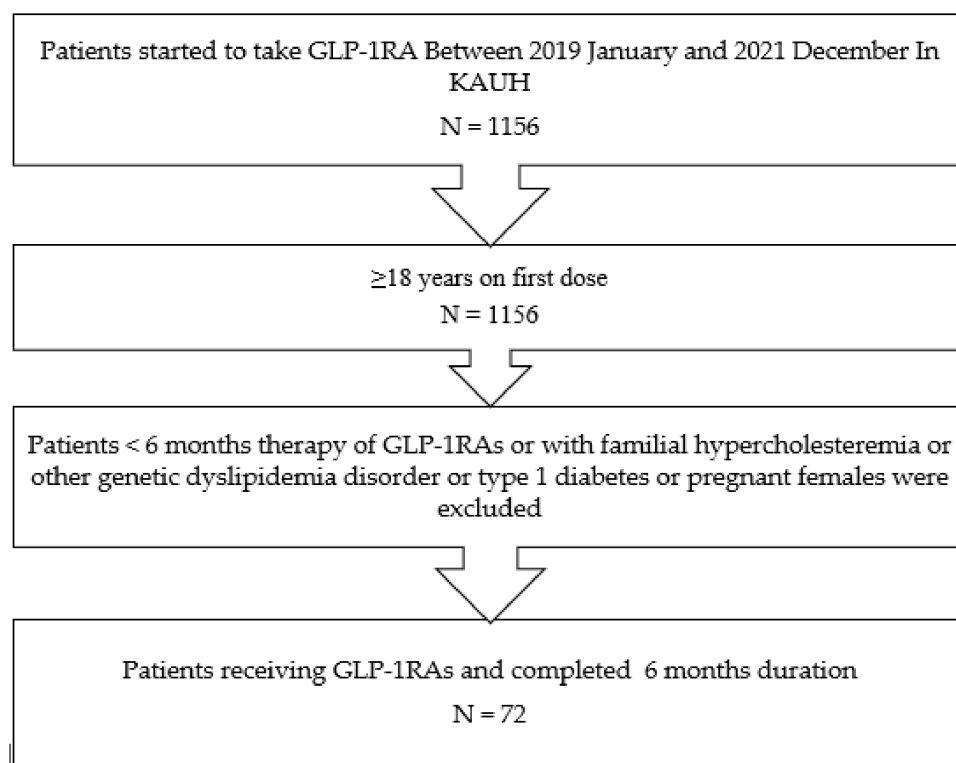 Patients started to take GLP-1RA Between 2019 January and 2021 December In
KAUH
N = 1156
≥18 years on first dose
N = 1156
Patients < 6 months therapy of GLP-1RAs or with familial hypercholesteremia or
other genetic dyslipidemia disorder or type 1 diabetes or pregnant females were
excluded
Patients receiving GLP-1RAs and completed 6 months duration
N = 72